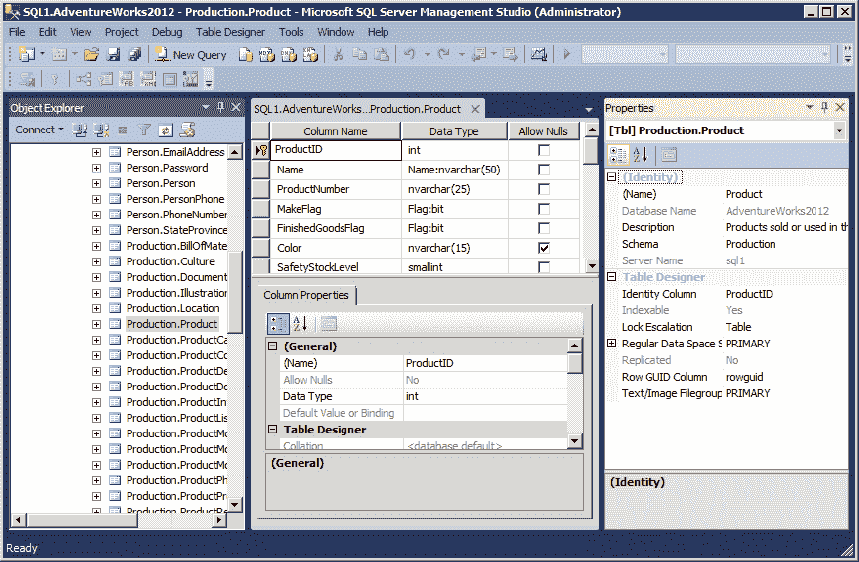 SQL1.AdventureWorks2012 - Production.Product - Microsoft SQL Server Management Studio (Administrator)
File Edit View Project Debug Table Designer Tools Window Help
New Query
Object Explorer
Connect
Person.EmailAddress
Person.Password
Person.Person
Person.PersonPhone
Person.PhoneNumber
Person.StateProvince
Production.BillOfMate
Production.Culture
Production.Document
Production.Illustration
Production.Location
Production.Product
Production.ProductCa
Production.ProductCo
Production.ProductDe
Production.ProductDo
Production.ProductIn
Production.ProductList
Production.ProductMo
Production.ProductMo
Production.ProductMo
Production.ProductPh
Production.ProductPr
Production.ProductRe
SQL1.AdventureWorks...Production.Product
Column Name Data Type Allow Nulls
ProductID int
Name Name:nvarchar(50)
ProductNumber nvarchar(25)
MakeFlag Flag:bit
FinishedGoodsFlag Flag:bit
Color nvarchar(15)
SafetyStockLevel smallint
Column Properties
(General)
(Name) ProductID
Allow Nulls No
Data Type int
Default Value or Binding
Table Designer
Collation <database default>
(General)
Properties
[Tbl] Production.Product
(Identity)
(Name) Product
Database Name AdventureWorks2012
Description Products sold or used in th
Schema Production
Server Name sql1
Table Designer
Identity Column ProductID
Indexable Yes
Lock Escalation Table
Regular Data Space S PRIMARY
Replicated No
Row GUID Column rowguid
Text/Image Filegroup PRIMARY
(Identity)
Ready